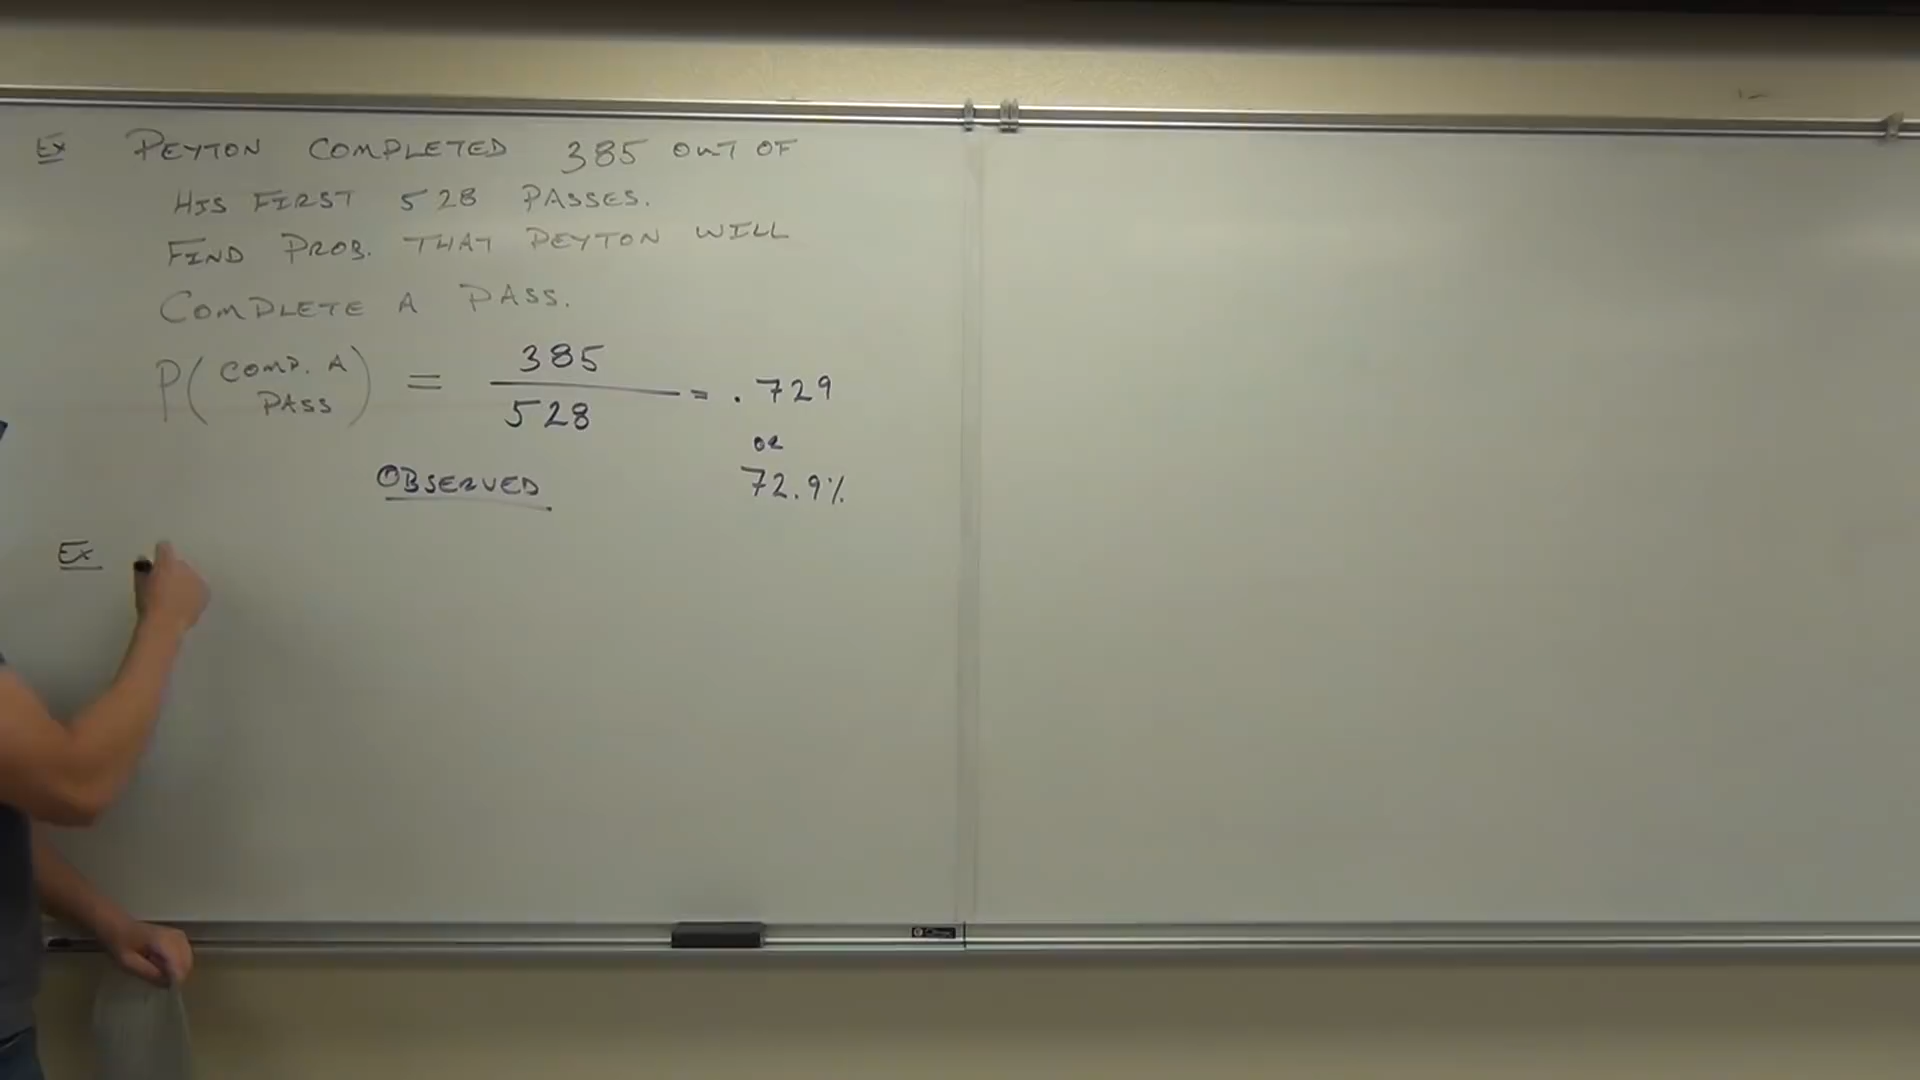 Ex PEYTON COMPLETED 385 OUT OF
HIS FIRST 528 PASSES.
FIND PROB. THAT PEYTON WILL
COMPLETE A PASS.
P( COMP. A PASS ) = 385 / 528 = .729
or
72.9%
OBSERVED
Ex